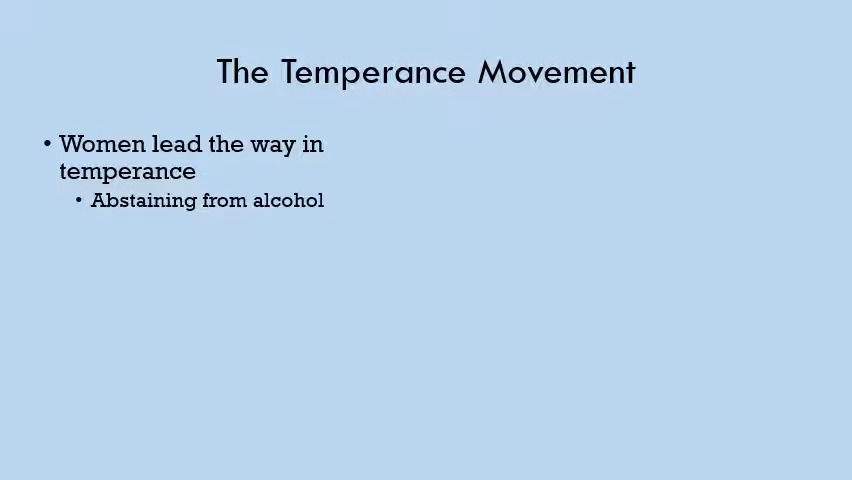 The Temperance Movement
• Women lead the way in
temperance
• Abstaining from alcohol